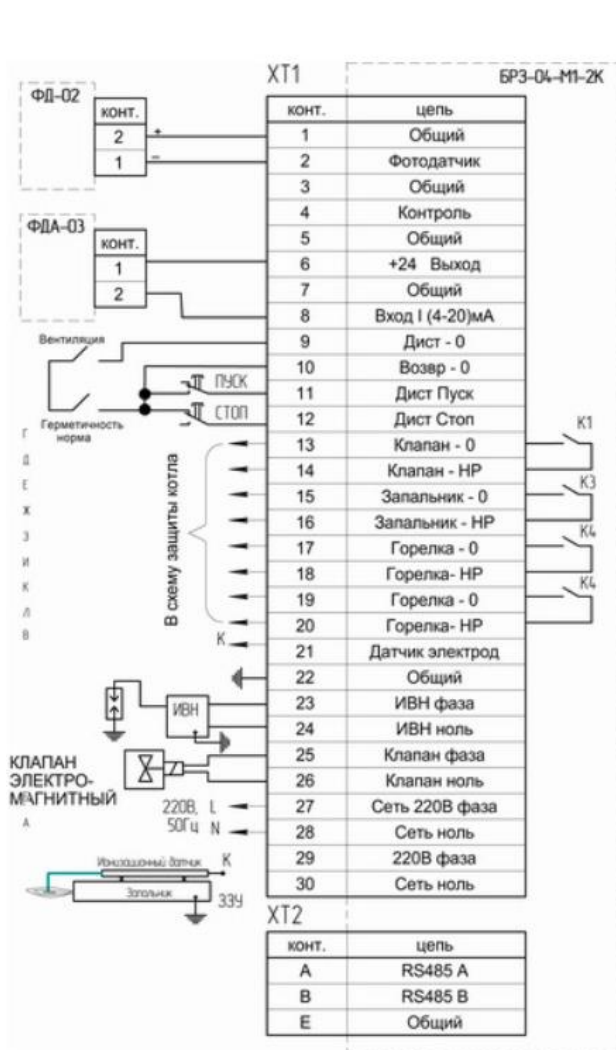 XT1
БРЗ-04-М1-2К
ФД-02
конт.
2 +
1 –
ФДА-03
конт.
1
2
конт. цепь
1 Общий
2 Фотодатчик
3 Общий
4 Контроль
5 Общий
6 +24 Выход
7 Общий
8 Вход I (4-20)мА
9 Дист - 0
10 Возвр - 0
11 Дист Пуск
12 Дист Стоп
13 Клапан - 0
14 Клапан - НР
15 Запальник - 0
16 Запальник - НР
17 Горелка - 0
18 Горелка- НР
19 Горелка - 0
20 Горелка- НР
21 Датчик электрод
22 Общий
23 ИВН фаза
24 ИВН ноль
25 Клапан фаза
26 Клапан ноль
27 Сеть 220В фаза
28 Сеть ноль
29 220В фаза
30 Сеть ноль
Вентиляция
ПУСК
СТОП
Герметичность
норма
Г
Д
Е
Ж
З
И
К
Л
В
В схему защиты котла
К1
К3
К4
К4
К
ИВН
КЛАПАН
ЭЛЕКТРО-
МАГНИТНЫЙ
А
220В, L
50Гц N
Ионизационный датчик К
Запальник
ЗЗУ
XT2
конт. цепь
A RS485 A
B RS485 B
E Общий